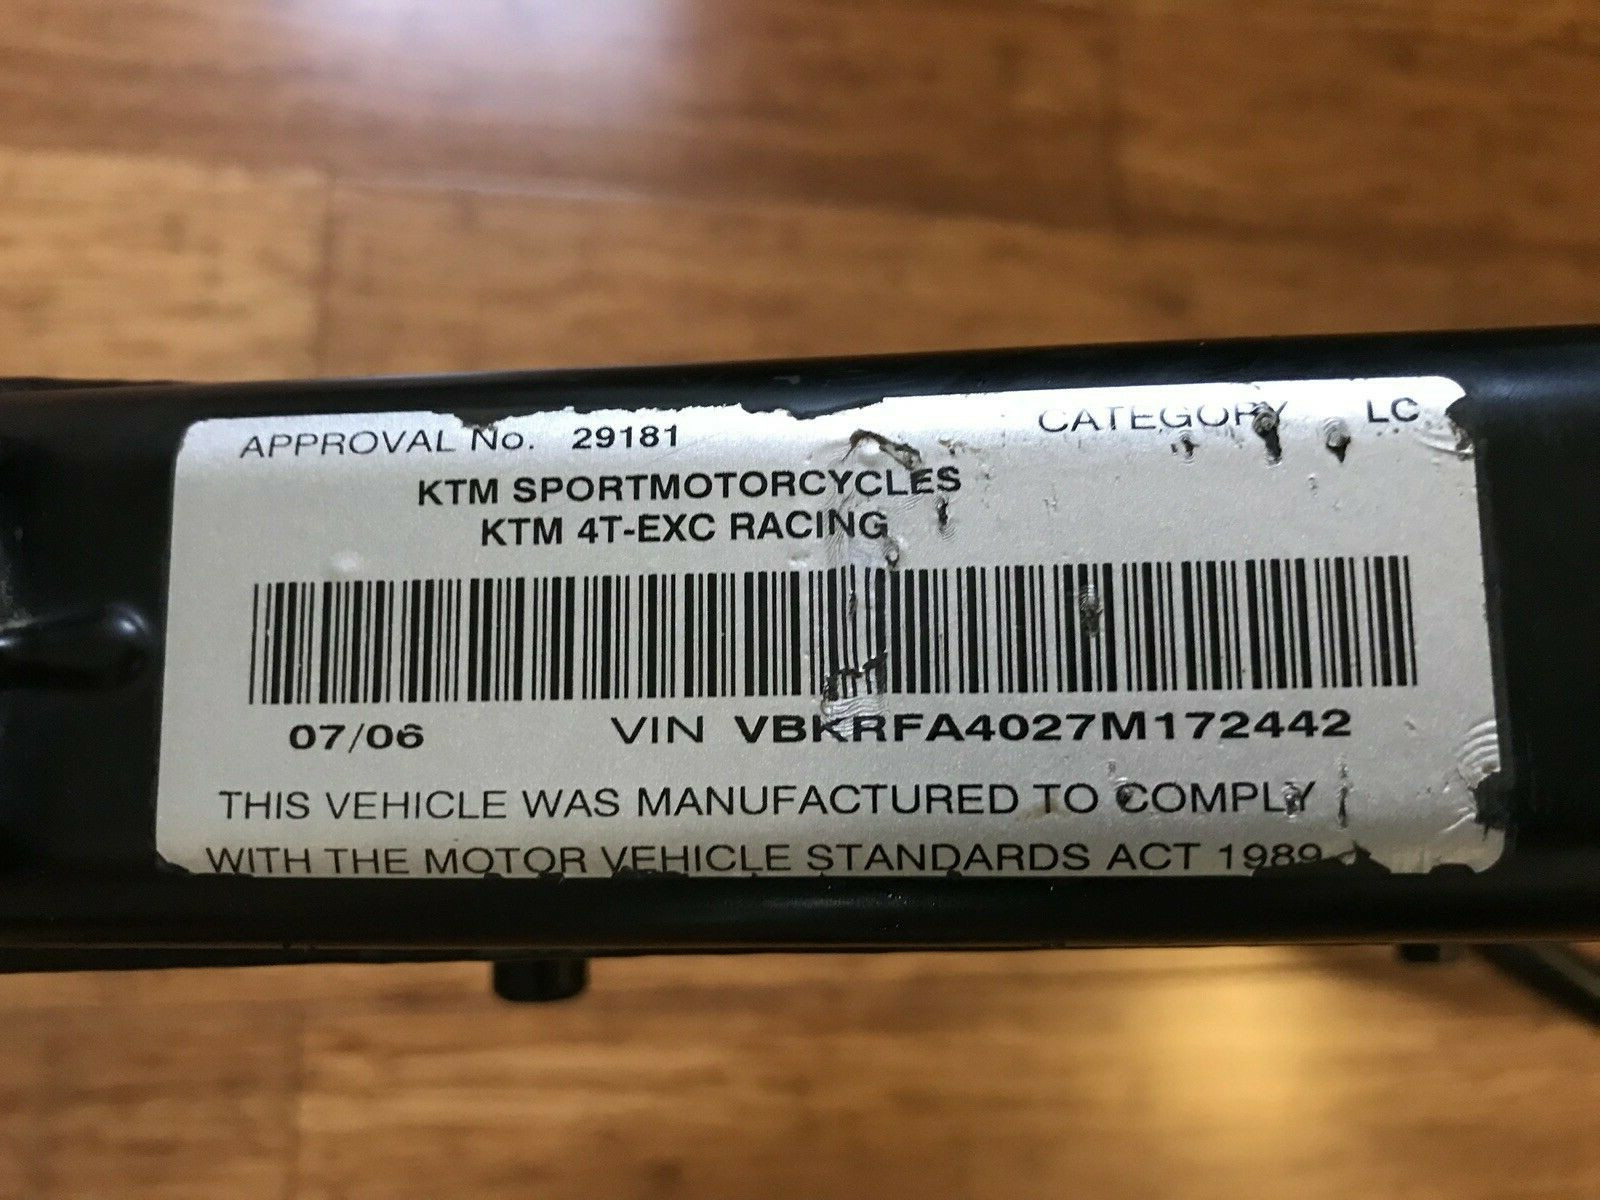 APPROVAL No. 29181 CATEGORY LC
KTM SPORTMOTORCYCLES
KTM 4T-EXC RACING
07/06 VIN VBKRFA4027M172442
THIS VEHICLE WAS MANUFACTURED TO COMPLY
WITH THE MOTOR VEHICLE STANDARDS ACT 1989